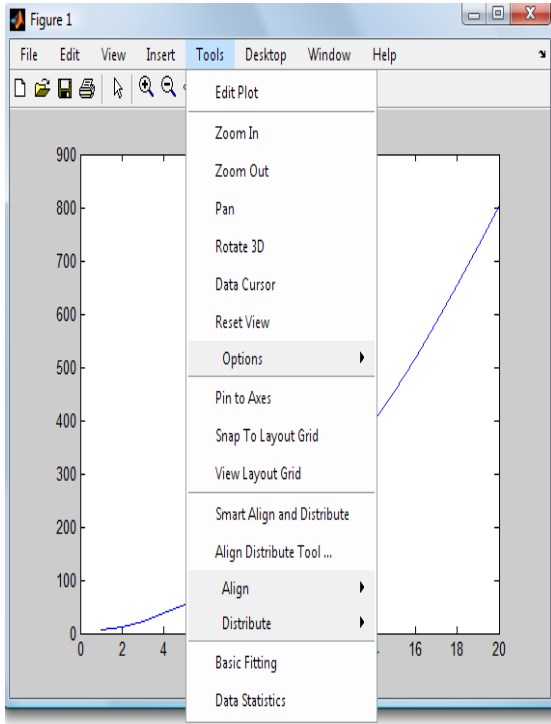 Figure 1
File Edit View Insert Tools Desktop Window Help
Edit Plot
Zoom In
Zoom Out
Pan
Rotate 3D
Data Cursor
Reset View
Options
Pin to Axes
Snap To Layout Grid
View Layout Grid
Smart Align and Distribute
Align Distribute Tool ...
Align
Distribute
Basic Fitting
Data Statistics
900
800
700
600
500
400
300
200
100
0
0 2 4 16 18 20